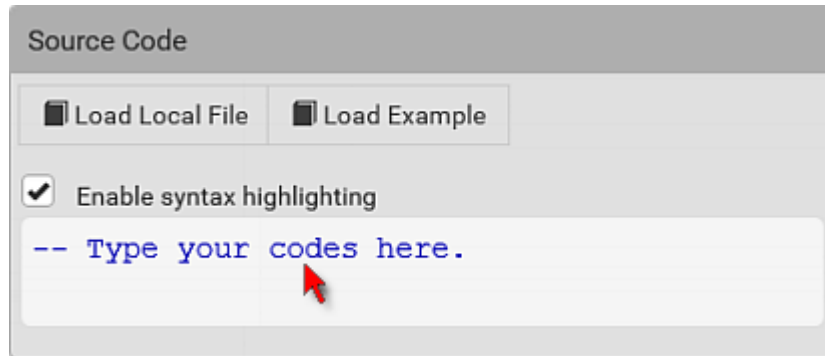 Source Code
Load Local File Load Example
Enable syntax highlighting
-- Type your codes here.